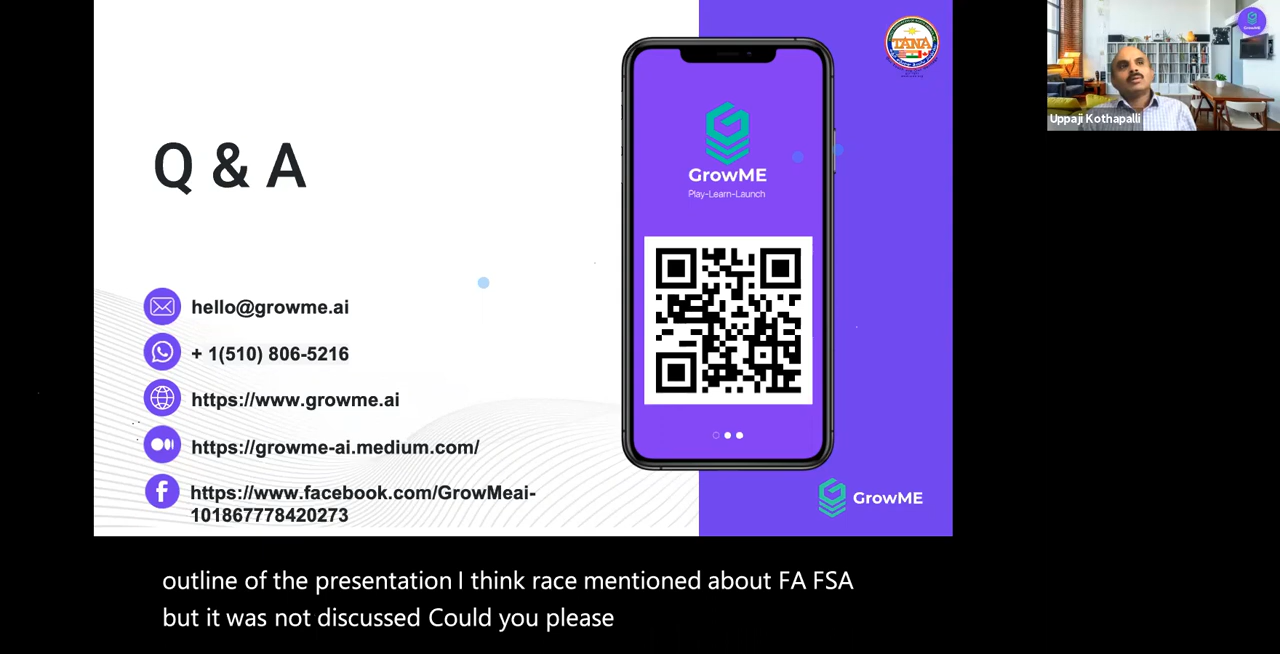 Q & A
hello@growme.ai
+ 1(510) 806-5216
https://www.growme.ai
https://growme-ai.medium.com/
https://www.facebook.com/GrowMeai-
101867778420273
GrowME
Play-Learn-Launch
TANA
GrowME
Uppaji Kothapalli
outline of the presentation I think race mentioned about FA FSA
but it was not discussed Could you please